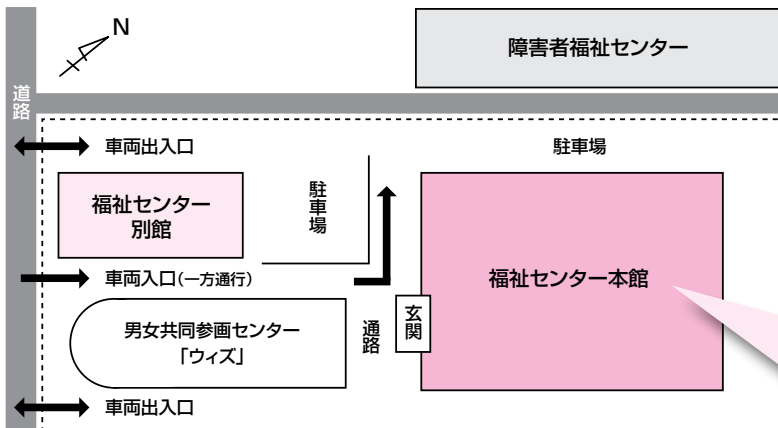 N
障害者福祉センター
道路
車両出入口
駐車場
福祉センター
別館
駐車場
車両入口(一方通行)
福祉センター本館
玄関
通路
男女共同参画センター
「ウィズ」
車両出入口